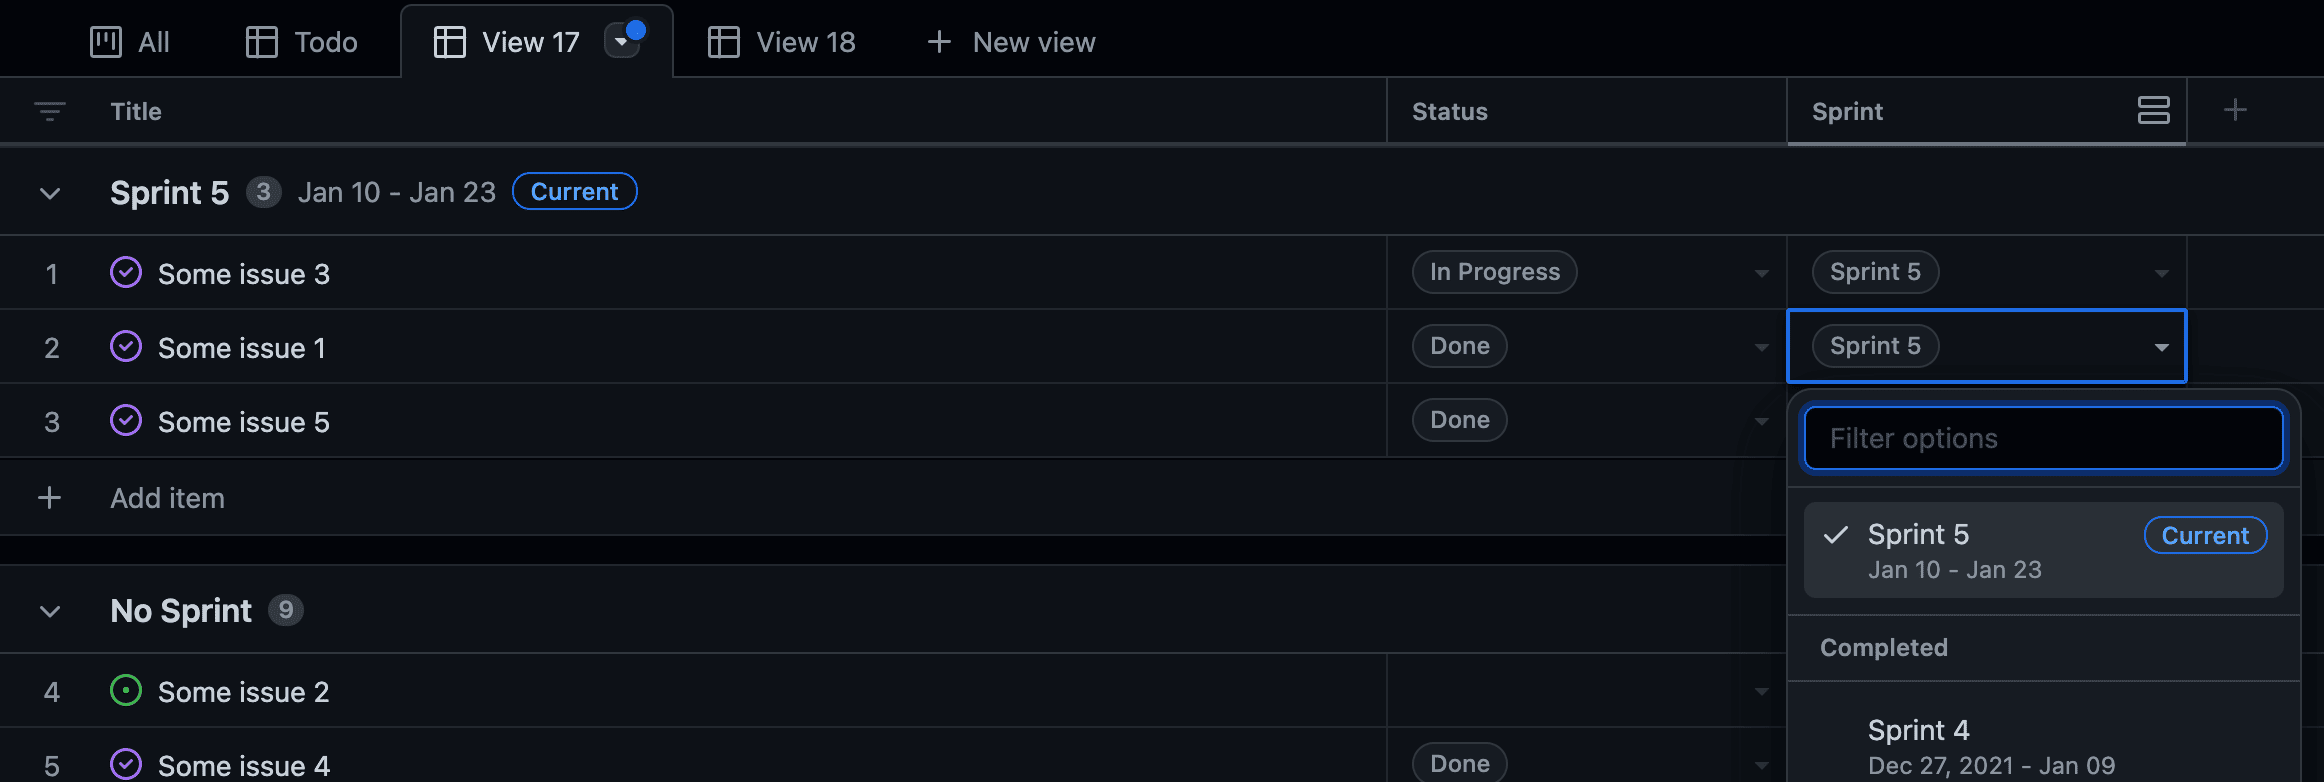 All Todo View 17 View 18 New view
Title Status Sprint
Sprint 5 3 Jan 10 - Jan 23 Current
1 Some issue 3 In Progress Sprint 5
2 Some issue 1 Done Sprint 5
3 Some issue 5 Done
Filter options
Add item
Sprint 5 Current
Jan 10 - Jan 23
No Sprint 9
Completed
4 Some issue 2
Sprint 4
5 Some issue 4 Done
Dec 27, 2021 - Jan 09